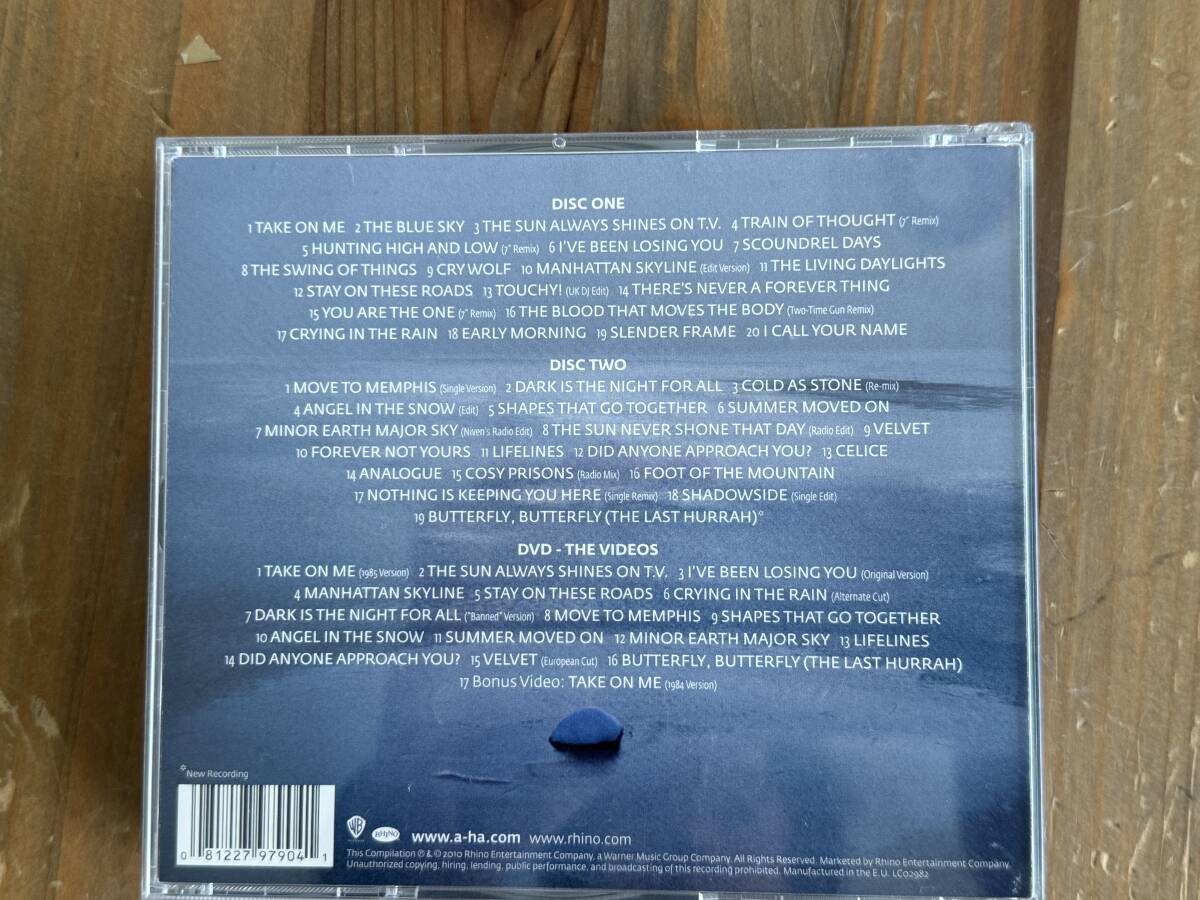 DISC ONE
1 TAKE ON ME 2 THE BLUE SKY 3 THE SUN ALWAYS SHINES ON T.V. 4 TRAIN OF THOUGHT (7" Remix)
5 HUNTING HIGH AND LOW (7" Remix) 6 I'VE BEEN LOSING YOU 7 SCOUNDREL DAYS
8 THE SWING OF THINGS 9 CRY WOLF 10 MANHATTAN SKYLINE (Edit Version) 11 THE LIVING DAYLIGHTS
12 STAY ON THESE ROADS 13 TOUCHY! (UK DJ Edit) 14 THERE'S NEVER A FOREVER THING
15 YOU ARE THE ONE (7" Remix) 16 THE BLOOD THAT MOVES THE BODY (Two-Time Gun Remix)
17 CRYING IN THE RAIN 18 EARLY MORNING 19 SLENDER FRAME 20 I CALL YOUR NAME
DISC TWO
1 MOVE TO MEMPHIS (Single Version) 2 DARK IS THE NIGHT FOR ALL 3 COLD AS STONE (Re-mix)
4 ANGEL IN THE SNOW (Edit) 5 SHAPES THAT GO TOGETHER 6 SUMMER MOVED ON
7 MINOR EARTH MAJOR SKY (Niven's Radio Edit) 8 THE SUN NEVER SHONE THAT DAY (Radio Edit) 9 VELVET
10 FOREVER NOT YOURS 11 LIFELINES 12 DID ANYONE APPROACH YOU? 13 CELICE
14 ANALOGUE 15 COSY PRISONS (Radio Mix) 16 FOOT OF THE MOUNTAIN
17 NOTHING IS KEEPING YOU HERE (Single Remix) 18 SHADOWSIDE (Single Edit)
19 BUTTERFLY, BUTTERFLY (THE LAST HURRAH)*
DVD - THE VIDEOS
1 TAKE ON ME (1985 Version) 2 THE SUN ALWAYS SHINES ON T.V. 3 I'VE BEEN LOSING YOU (Original Version)
4 MANHATTAN SKYLINE 5 STAY ON THESE ROADS 6 CRYING IN THE RAIN (Alternate Cut)
7 DARK IS THE NIGHT FOR ALL ("Banned" Version) 8 MOVE TO MEMPHIS 9 SHAPES THAT GO TOGETHER
10 ANGEL IN THE SNOW 11 SUMMER MOVED ON 12 MINOR EARTH MAJOR SKY 13 LIFELINES
14 DID ANYONE APPROACH YOU? 15 VELVET (European Cut) 16 BUTTERFLY, BUTTERFLY (THE LAST HURRAH)
17 Bonus Video: TAKE ON ME (1984 Version)
*New Recording
0 81227 97904 1
WB RHINO www.a-ha.com www.rhino.com
This Compilation ℗ & © 2010 Rhino Entertainment Company, a Warner Music Group Company. All Rights Reserved. Marketed by Rhino Entertainment Company.
Unauthorized copying, hiring, lending, public performance, and broadcasting of this recording prohibited. Manufactured in the E.U. LC02982